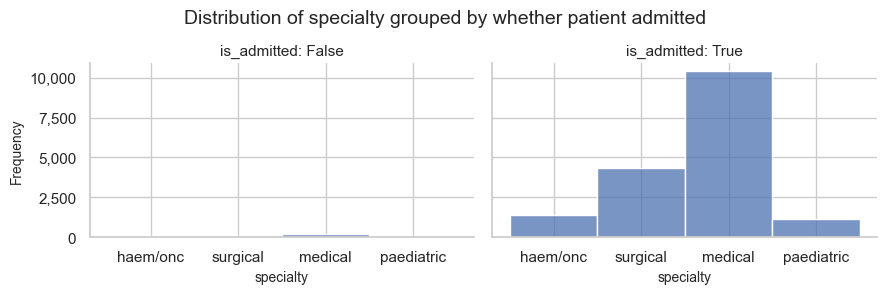 Distribution of specialty grouped by whether patient admitted
is_admitted: False
is_admitted: True
Frequency
10,000
7,500
5,000
2,500
0
haem/onc surgical medical paediatric
specialty
haem/onc surgical medical paediatric
specialty